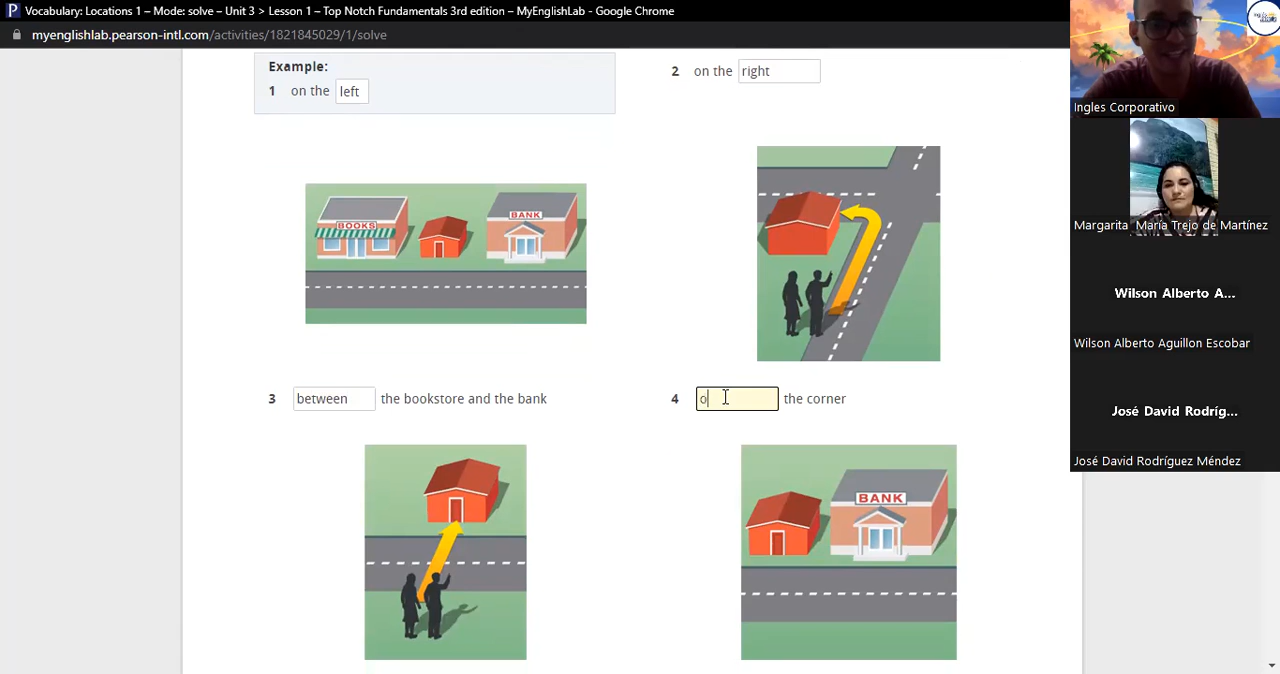 Vocabulary: Locations 1 – Mode: solve – Unit 3 > Lesson 1 – Top Notch Fundamentals 3rd edition – MyEnglishLab - Google Chrome
myenglishlab.pearson-intl.com/activities/1821845029/1/solve
Example:
1 on the left
2 on the right
BOOKS
BANK
3 between the bookstore and the bank
4 o the corner
BANK
Ingles Corporativo
Margarita María Trejo de Martínez
Wilson Alberto A...
Wilson Alberto Aguillon Escobar
José David Rodríg...
José David Rodríguez Méndez